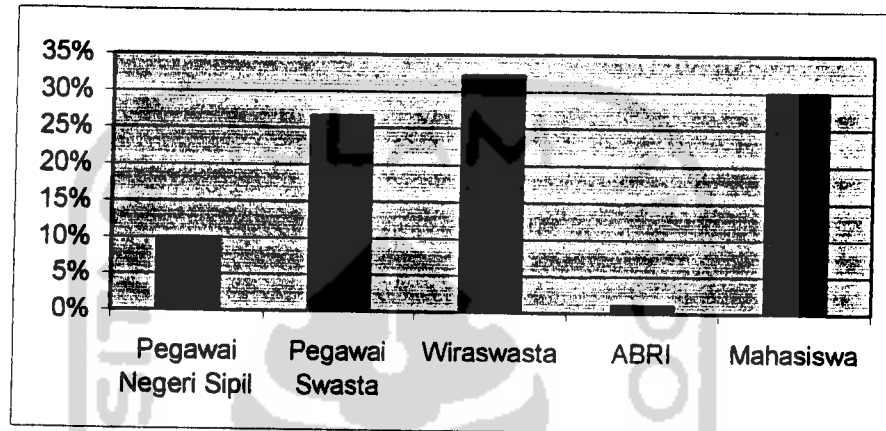 35%
30%
25%
20%
15%
10%
5%
0%
Pegawai
Negeri Sipil
Pegawai
Swasta
Wiraswasta
ABRI
Mahasiswa